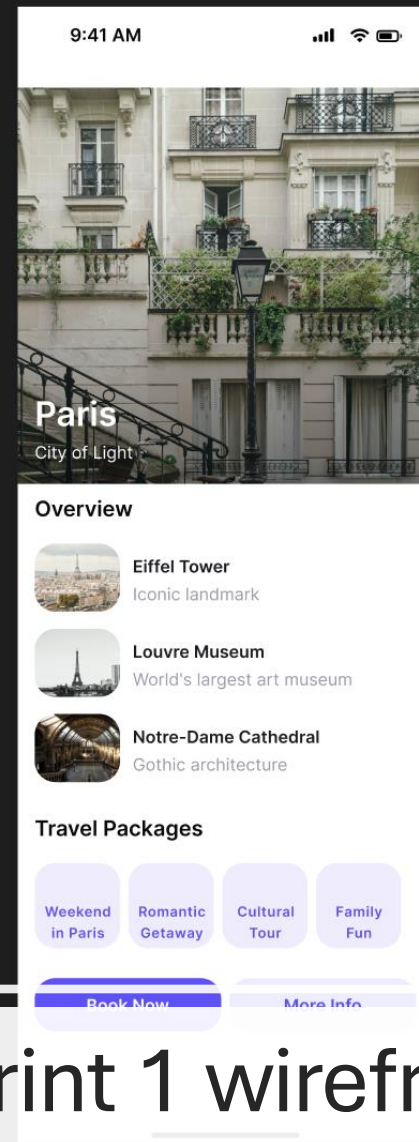 9:41 AM
Paris
City of Light
Overview
Eiffel Tower
Iconic landmark
Louvre Museum
World's largest art museum
Notre-Dame Cathedral
Gothic architecture
Travel Packages
Weekend
in Paris
Romantic
Getaway
Cultural
Tour
Family
Fun
Book Now
More Info
rint 1 wirefr